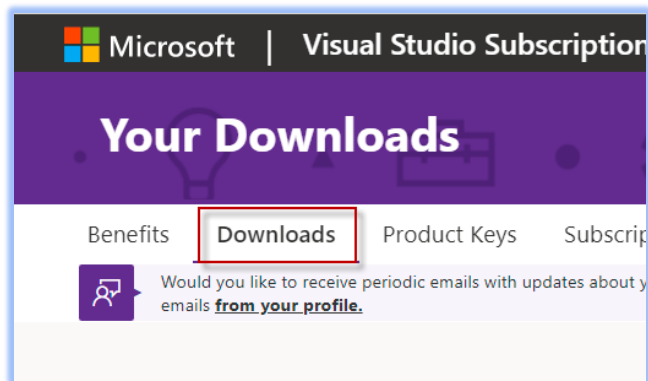 Microsoft | Visual Studio Subscription
Your Downloads
Benefits Downloads Product Keys Subscrip
Would you like to receive periodic emails with updates about y
emails from your profile.